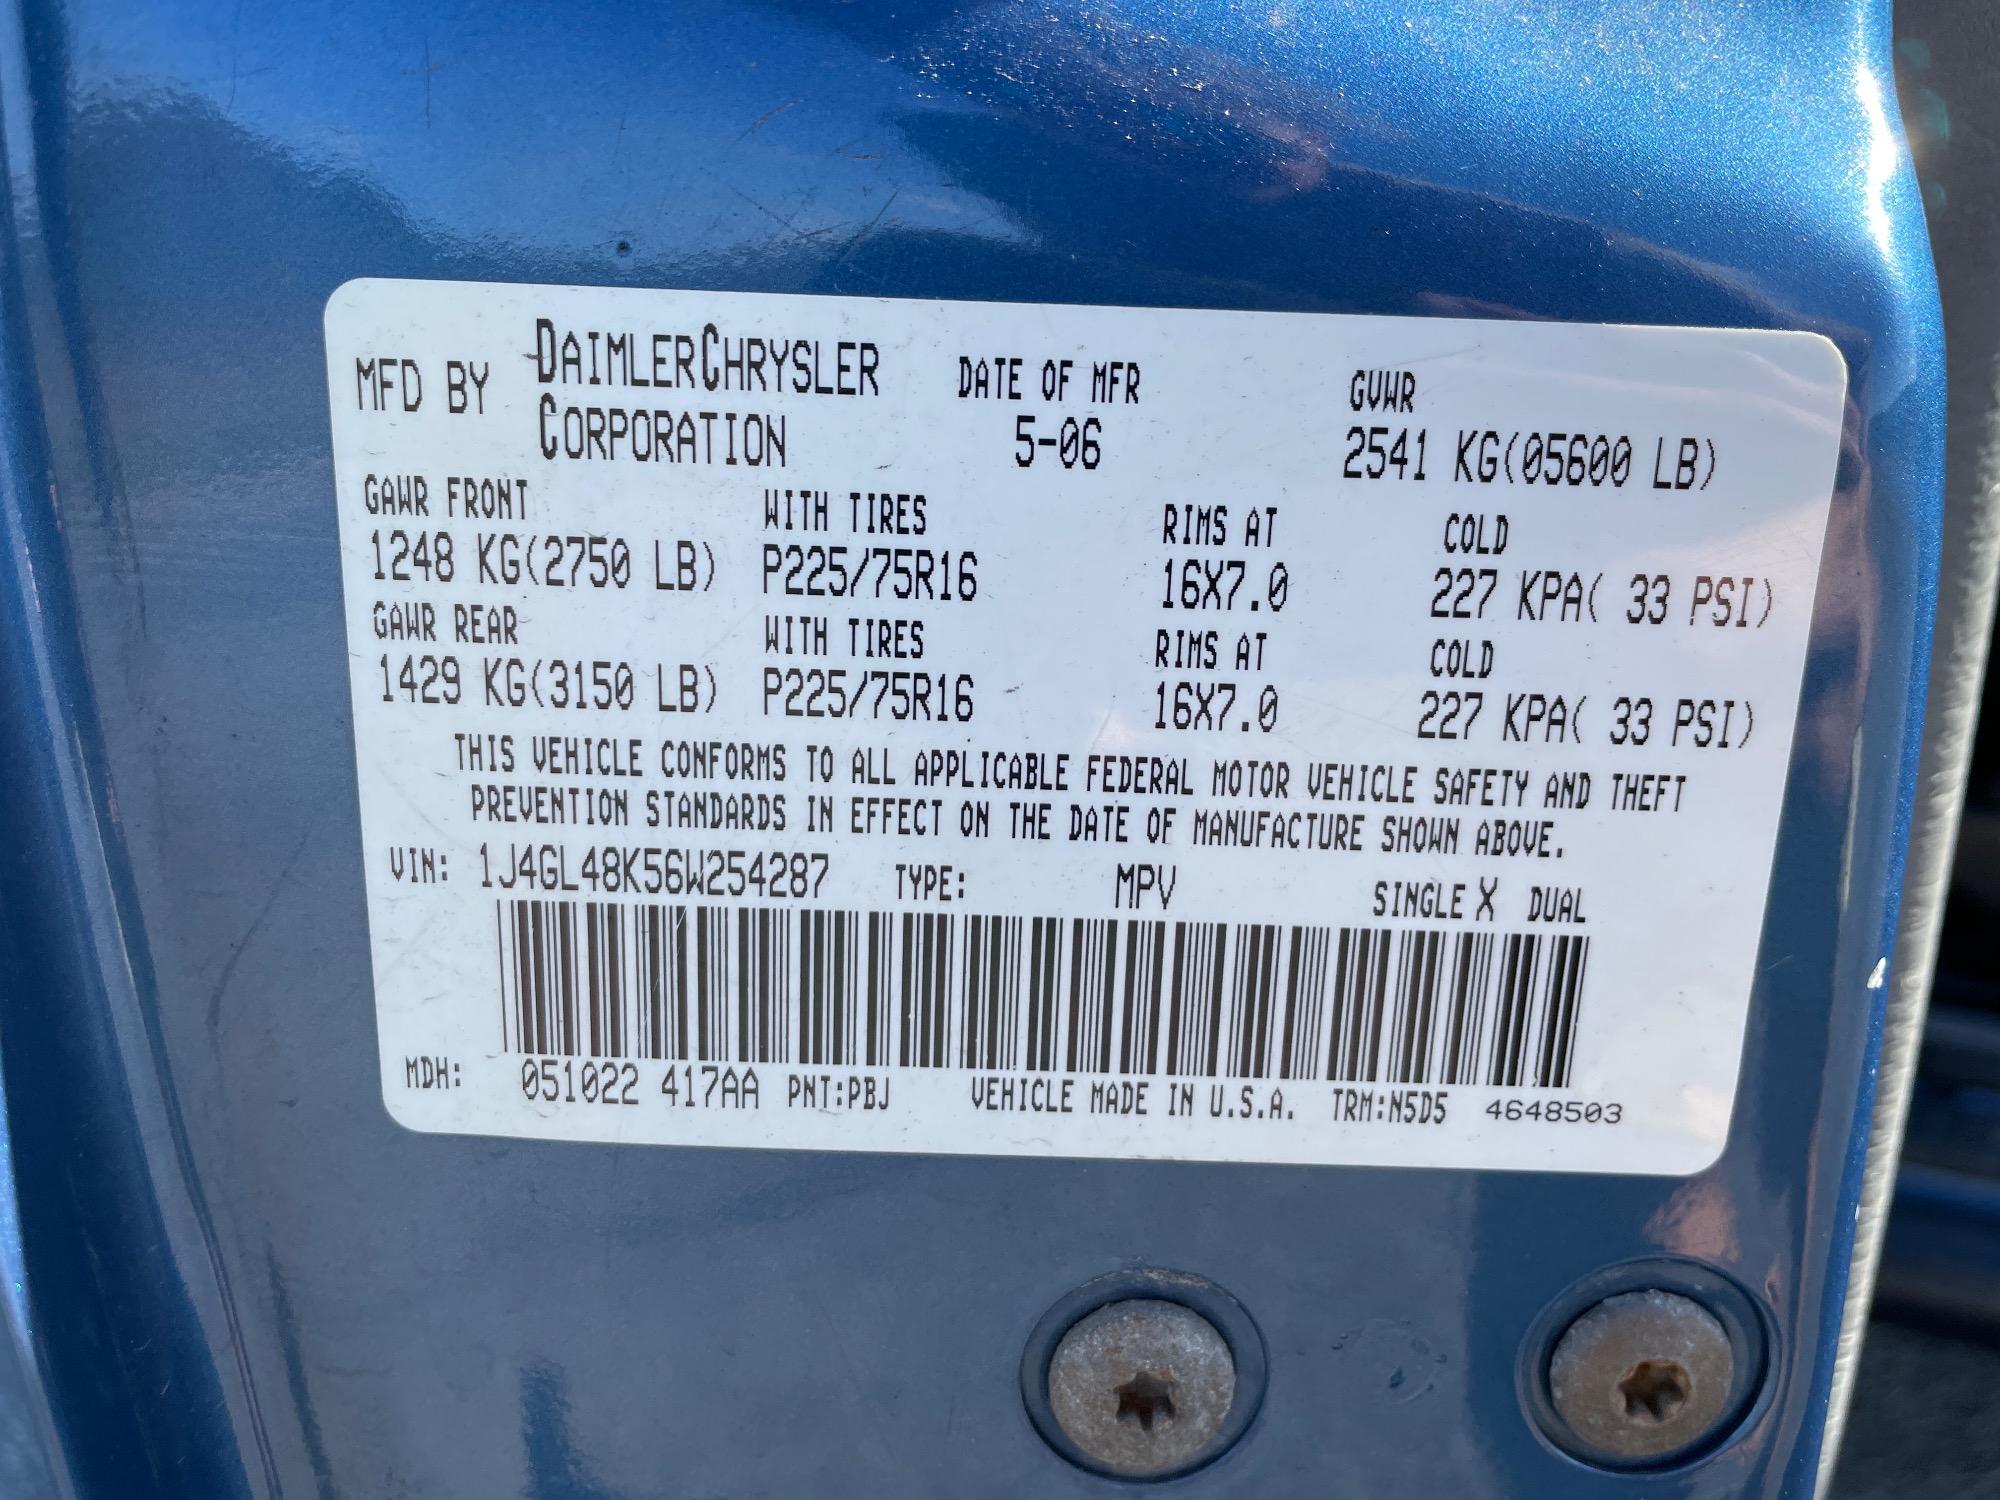 MFD BY DAIMLERCHRYSLER CORPORATION DATE OF MFR 5-06 GVWR 2541 KG(05600 LB)
GAWR FRONT WITH TIRES RIMS AT COLD
1248 KG(2750 LB) P225/75R16 16X7.0 227 KPA( 33 PSI)
GAWR REAR WITH TIRES RIMS AT COLD
1429 KG(3150 LB) P225/75R16 16X7.0 227 KPA( 33 PSI)
THIS VEHICLE CONFORMS TO ALL APPLICABLE FEDERAL MOTOR VEHICLE SAFETY AND THEFT
PREVENTION STANDARDS IN EFFECT ON THE DATE OF MANUFACTURE SHOWN ABOVE.
VIN: 1J4GL48K56W254287 TYPE: MPV SINGLE X DUAL
MDH: 051022 417AA PNT:PBJ VEHICLE MADE IN U.S.A. TRM:N5D5 4648503